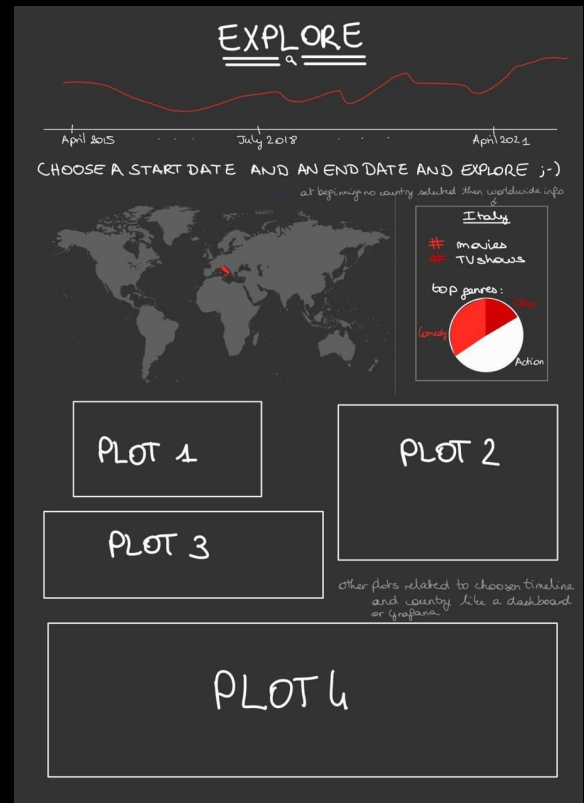 EXPLORE
April 2015 . . . July 2018 . . . April 2021
CHOOSE A START DATE AND AN END DATE AND EXPLORE ;-)
at beginning no country selected then worldwide info
Italy
# movies
# TV shows
top genres:
Comedy
Action
PLOT 1
PLOT 2
PLOT 3
other plots related to choosen timeline
and country like a dashboard
or Grafana
PLOT 4